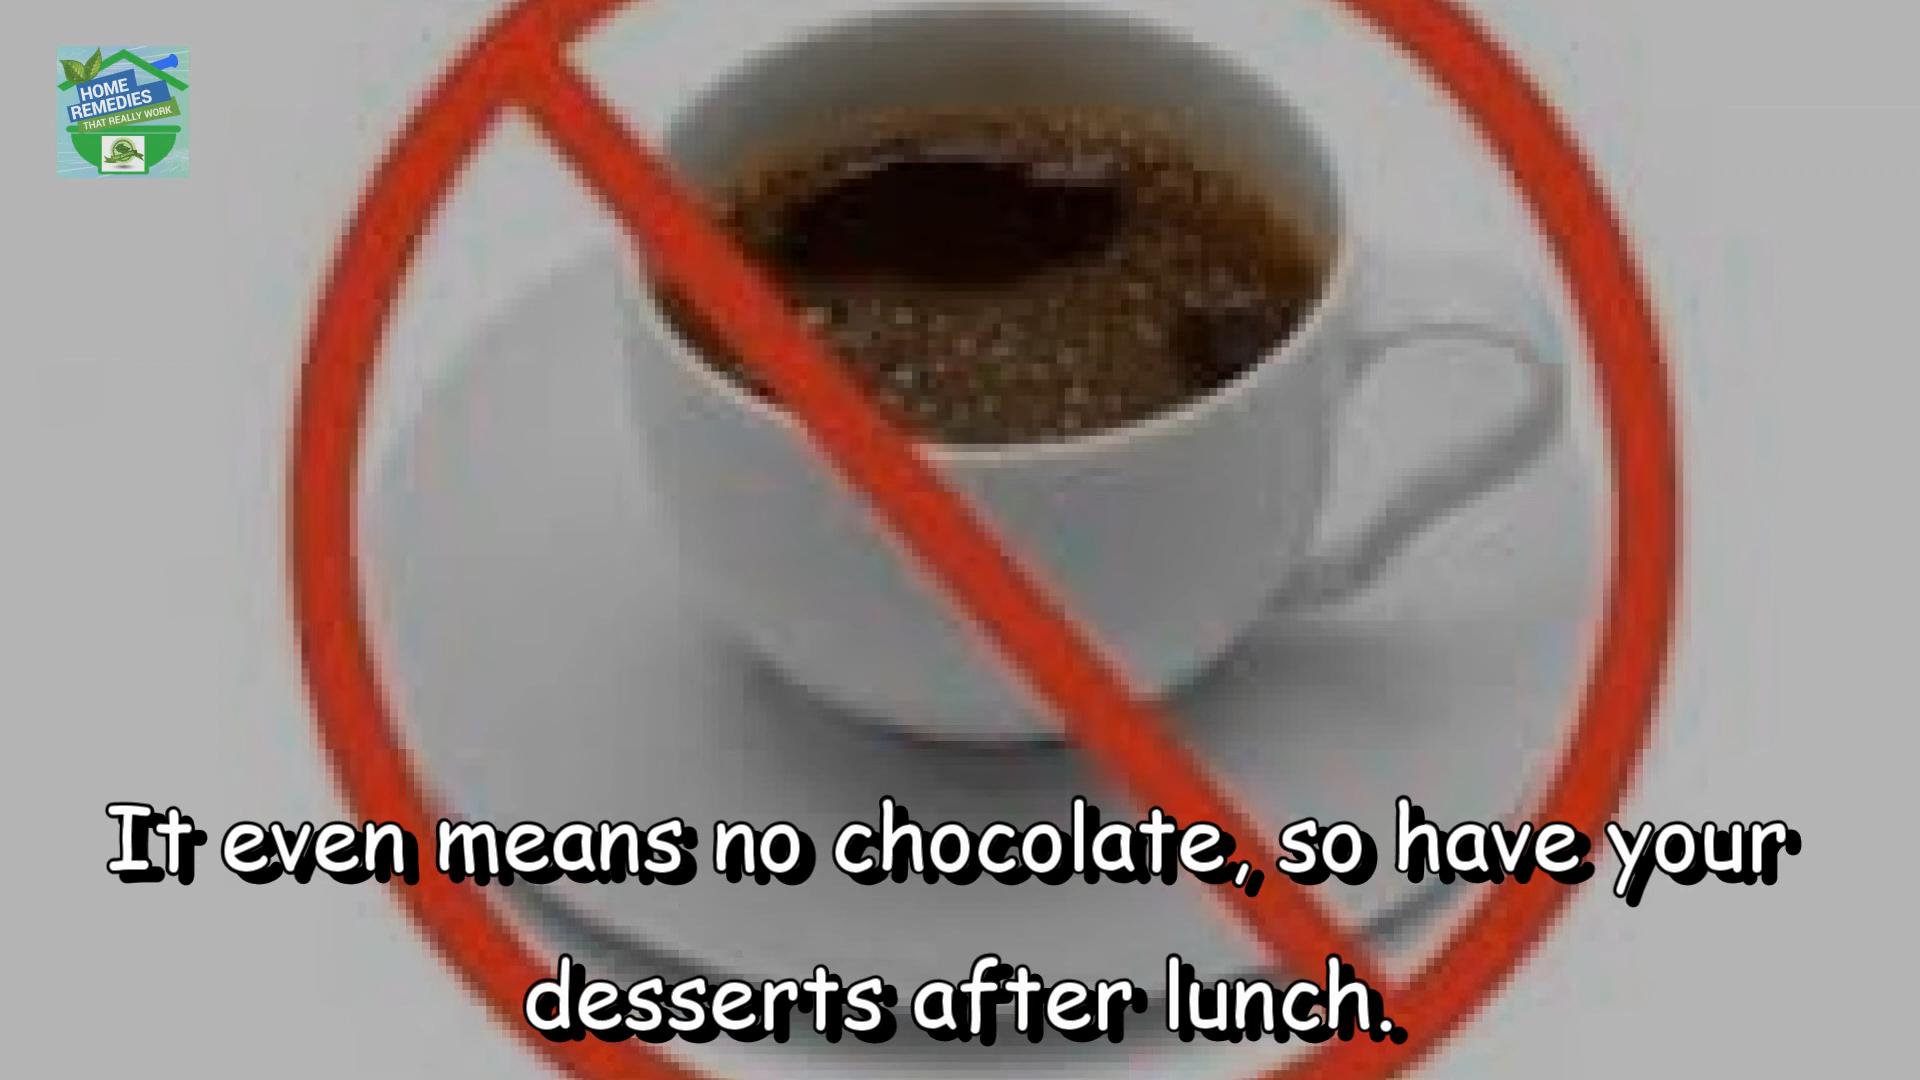 HOME
REMEDIES
THAT REALLY WORK
It even means no chocolate, so have your
desserts after lunch.